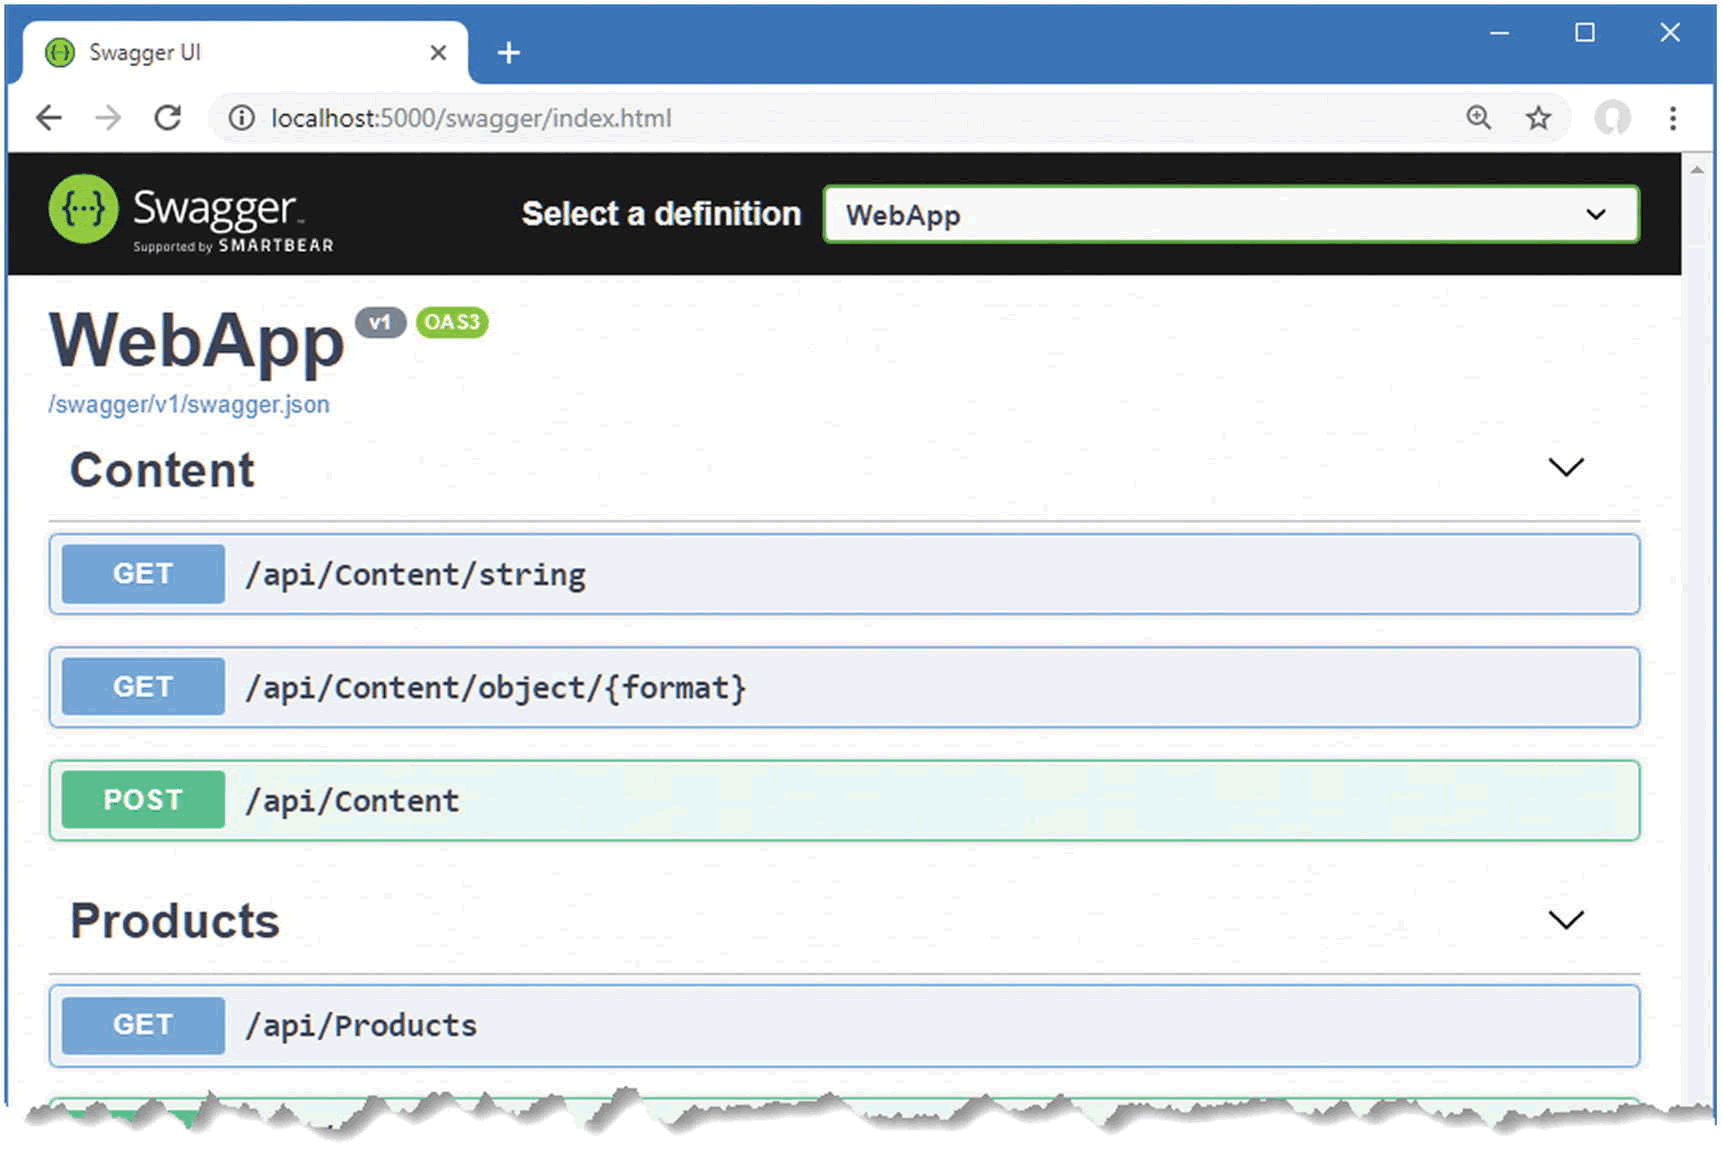 Swagger UI
localhost:5000/swagger/index.html
Swagger
Supported by SMARTBEAR
Select a definition
WebApp
WebApp v1 OAS3
/swagger/v1/swagger.json
Content
GET /api/Content/string
GET /api/Content/object/{format}
POST /api/Content
Products
GET /api/Products